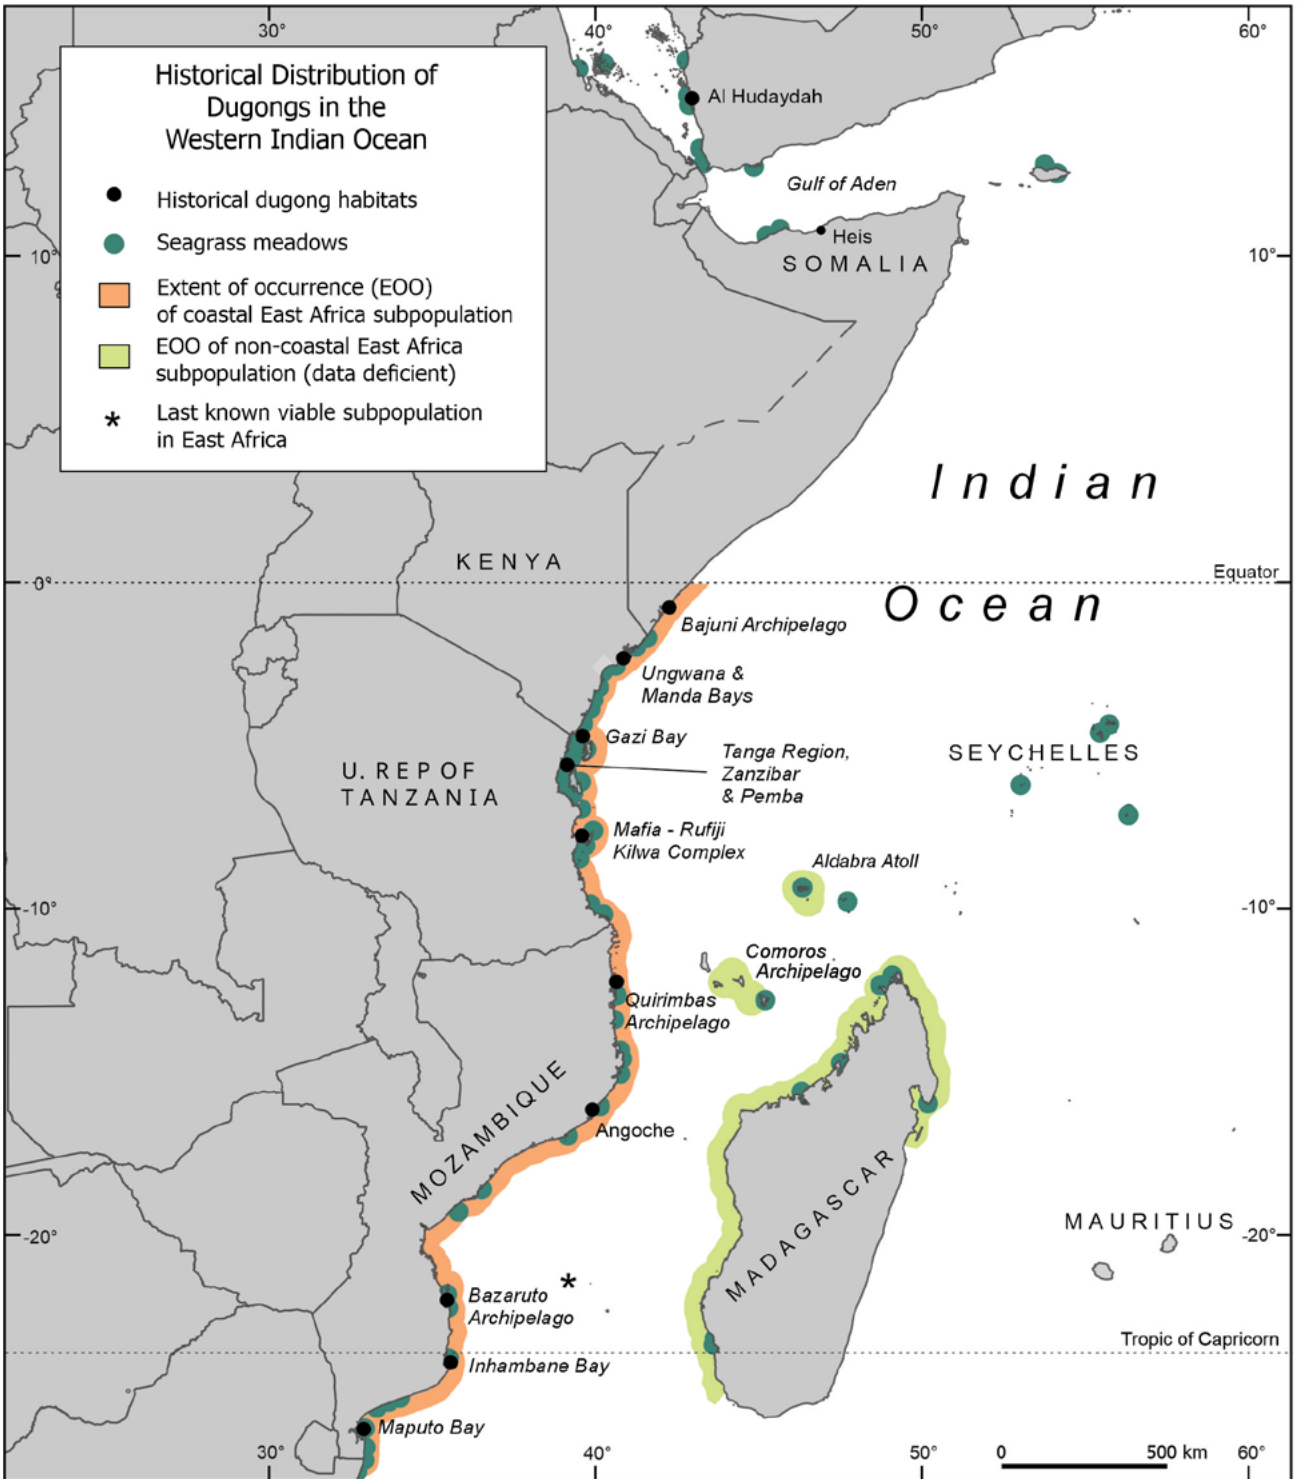 30°
40°
50°
60°
Historical Distribution of
Dugongs in the
Western Indian Ocean
Historical dugong habitats
Seagrass meadows
Extent of occurrence (EOO)
of coastal East Africa subpopulation
EOO of non-coastal East Africa
subpopulation (data deficient)
*
Last known viable subpopulation
in East Africa
Al Hudaydah
Gulf of Aden
Heis
SOMALIA
10°
10°
Indian
Ocean
KENYA
0°
Equator
Bajuni Archipelago
Ungwana &
Manda Bays
Gazi Bay
Tanga Region,
Zanzibar
& Pemba
SEYCHELLES
U. REP OF
TANZANIA
Mafia - Rufiji
Kilwa Complex
Aldabra Atoll
-10°
-10°
Comoros
Archipelago
Quirimbas
Archipelago
MOZAMBIQUE
Angoche
MADAGASCAR
MAURITIUS
-20°
-20°
*
Bazaruto
Archipelago
Tropic of Capricorn
Inhambane Bay
Maputo Bay
30°
40°
50°
0
500 km
60°